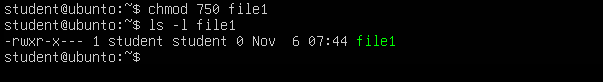 student@ubunto:~$ chmod 750 file1
student@ubunto:~$ ls -l file1
-rwxr-x--- 1 student student 0 Nov  6 07:44 file1
student@ubunto:~$